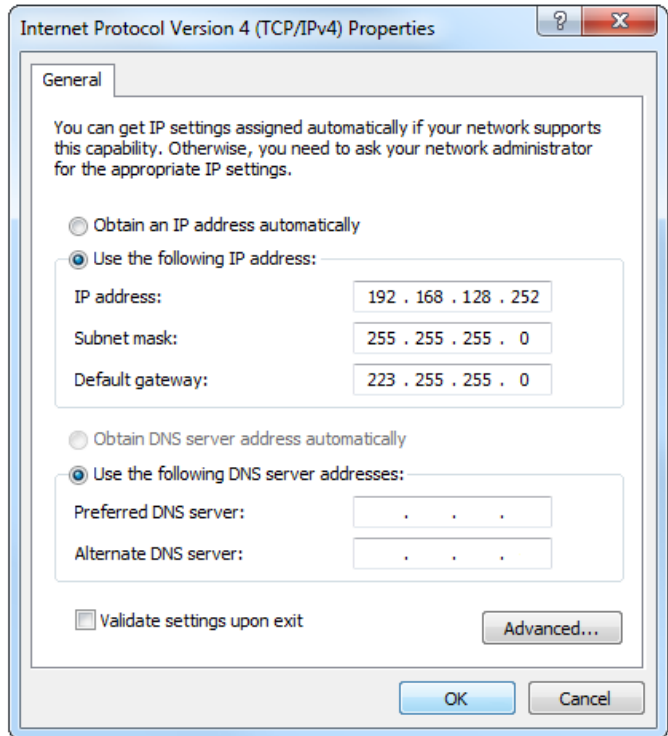 Internet Protocol Version 4 (TCP/IPv4) Properties
?
X
General
You can get IP settings assigned automatically if your network supports
this capability. Otherwise, you need to ask your network administrator
for the appropriate IP settings.
Obtain an IP address automatically
Use the following IP address:
IP address: 192 . 168 . 128 . 252
Subnet mask: 255 . 255 . 255 . 0
Default gateway: 223 . 255 . 255 . 0
Obtain DNS server address automatically
Use the following DNS server addresses:
Preferred DNS server: . . .
Alternate DNS server: . . .
Validate settings upon exit
Advanced...
OK Cancel